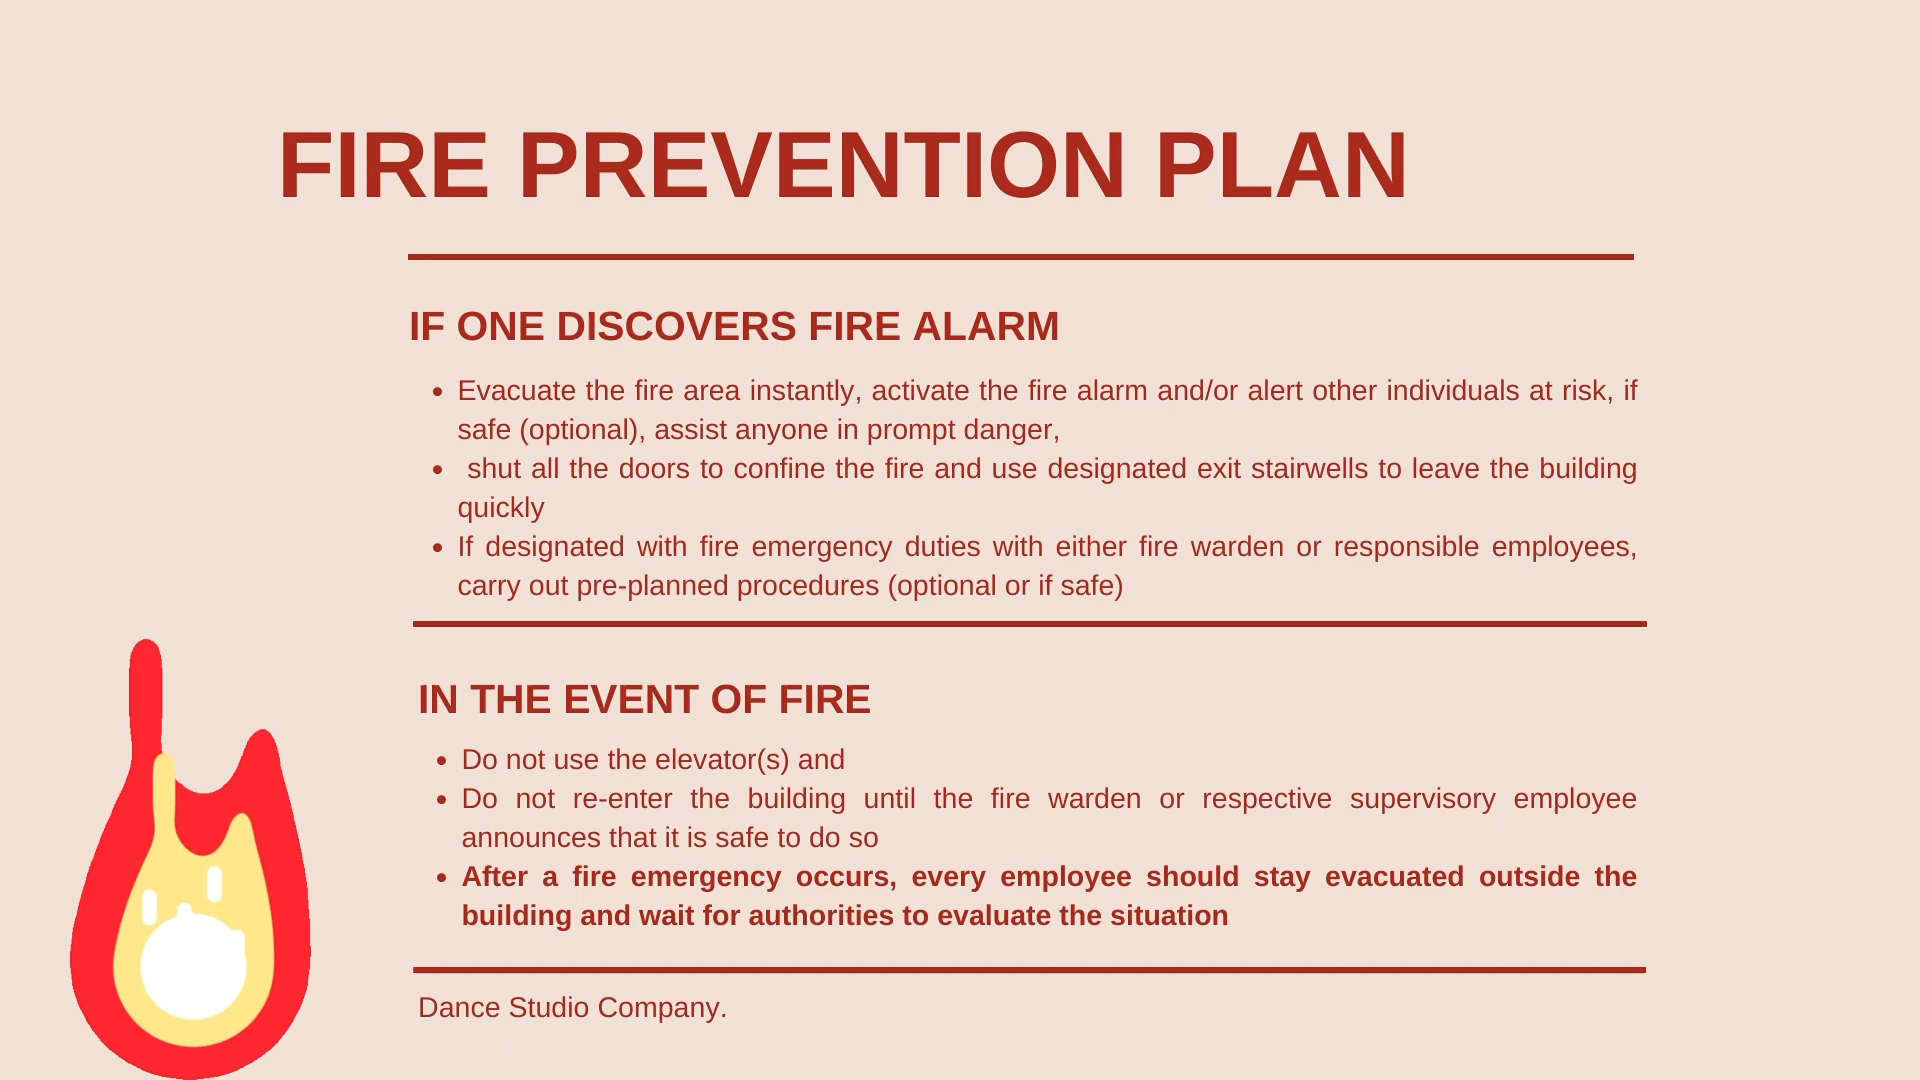 FIRE PREVENTION PLAN
IF ONE DISCOVERS FIRE ALARM
• Evacuate the fire area instantly, activate the fire alarm and/or alert other individuals at risk, if
safe (optional), assist anyone in prompt danger,
• shut all the doors to confine the fire and use designated exit stairwells to leave the building
quickly
• If designated with fire emergency duties with either fire warden or responsible employees,
carry out pre-planned procedures (optional or if safe)
IN THE EVENT OF FIRE
• Do not use the elevator(s) and
• Do not re-enter the building until the fire warden or respective supervisory employee
announces that it is safe to do so
• After a fire emergency occurs, every employee should stay evacuated outside the
building and wait for authorities to evaluate the situation
Dance Studio Company.